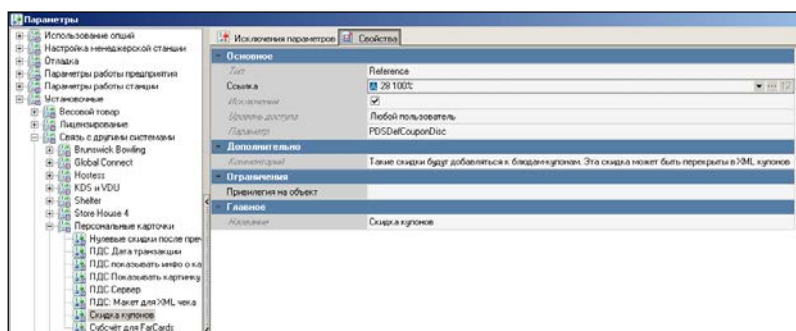 Параметры
Использование опций
Настройка менеджерской станции
Отладка
Параметры работы предприятия
Параметры работы станции
Установочные
Весовой товар
Лицензирование
Связь с другими системами
Brunswick Bowling
Global Connect
Hostess
KDS и VDU
Shelter
Store House 4
Персональные карточки
Нулевые скидки после преч
ПДС Дата транзакции
ПДС показывать инфо о ка
ПДС Показывать картинку
ПДС Сервер
ПДС: Макет для XML чека
Скидка купонов
Субсчёт для FarCards
Исключения параметров Свойства
Основное
Тип Reference
Ссылка 28 100%
Исключения
Уровень доступа Любой пользователь
Параметр PDSDefCouponDisc
Дополнительно
Комментарий Такие скидки будут добавляться к блюдам-купонам. Эта скидка может быть перекрыты в XML купонов
Ограничения
Привилегия на объект
Главное
Название Скидка купонов